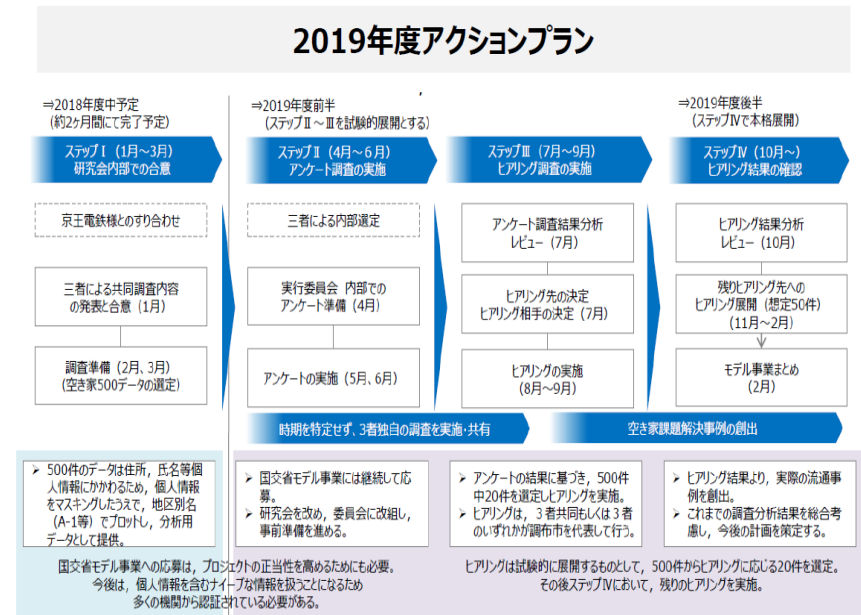 2019年度アクションプラン
⇒2018年度中予定
(約2ヶ月間にて完了予定)
⇒2019年度前半
(ステップⅡ～Ⅲを試験的展開とする)
⇒2019年度後半
(ステップⅣで本格展開)
ステップⅠ (1月～3月)
研究会内部での合意
ステップⅡ (4月～6月)
アンケート調査の実施
ステップⅢ (7月～9月)
ヒアリング調査の実施
ステップⅣ (10月～)
ヒアリング結果の確認
京王電鉄様とのすり合わせ
三者による共同調査内容
の発表と合意 (1月)
調査準備 (2月、3月)
(空き家500データの選定)
三者による内部選定
実行委員会 内部での
アンケート準備 (4月)
アンケートの実施 (5月、6月)
アンケート調査結果分析
レビュー (7月)
ヒアリング先の決定
ヒアリング相手の決定 (7月)
ヒアリングの実施
(8月～9月)
ヒアリング結果分析
レビュー (10月)
残りヒアリング先への
ヒアリング展開 (想定50件)
(11月～2月)
モデル事業まとめ
(2月)
時期を特定せず、3者独自の調査を実施・共有
空き家課題解決事例の創出
➢ 500件のデータは住所，氏名等個
人情報にかかわるため，個人情報
をマスキングしたうえで，地区別名
(A-1等) でプロットし，分析用
データとして提供。
➢ 国交省モデル事業には継続して応
募。
➢ 研究会を改め，委員会に改組し，
事前準備を進める。
➢ アンケートの結果に基づき，500件
中20件を選定しヒアリングを実施。
➢ ヒアリングは，3者共同もしくは3者
のいずれかが調布市を代表して行う。
➢ ヒアリング結果より，実際の流通事
例を創出。
➢ これまでの調査分析結果を総合考
慮し，今後の計画を策定する。
国交省モデル事業への応募は，プロジェクトの正当性を高めるためにも必要。
今後は，個人情報を含むナイーブな情報を扱うことになるため
多くの機関から認証されている必要がある。
ヒアリングは試験的に展開するものとして，500件からヒアリングに応じる20件を選定。
その後ステップⅣにおいて，残りのヒアリングを実施。